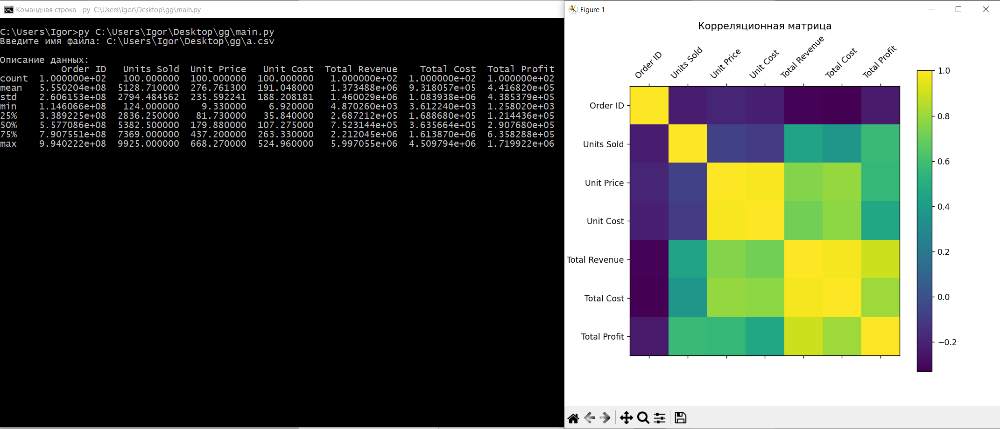 Командная строка - py  C:\Users\Igor\Desktop\gg\main.py
C:\Users\Igor>py C:\Users\Igor\Desktop\gg\main.py
Введите имя файла: C:\Users\Igor\Desktop\gg\a.csv
Описание данных:
Order ID   Units Sold  Unit Price   Unit Cost  Total Revenue    Total Cost  Total Profit
count  1.000000e+02   100.000000  100.000000  100.000000   1.000000e+02  1.000000e+02  1.000000e+02
mean   5.550204e+08  5128.710000  276.761300  191.048000   1.373488e+06  9.318057e+05  4.416820e+05
std    2.606153e+08  2794.484562  235.592241  188.208181   1.460029e+06  1.083938e+06  4.385379e+05
min    1.146066e+08   124.000000    9.330000    6.920000   4.870260e+03  3.612240e+03  1.258020e+03
25%    3.389225e+08  2836.250000   81.730000   35.840000   2.687212e+05  1.688680e+05  1.214436e+05
50%    5.577086e+08  5382.500000  179.880000  107.275000   7.523144e+05  3.635664e+05  2.907680e+05
75%    7.907551e+08  7369.000000  437.200000  263.330000   2.212045e+06  1.613870e+06  6.358288e+05
max    9.940222e+08  9925.000000  668.270000  524.960000   5.997055e+06  4.509794e+06  1.719922e+06
Figure 1
Корреляционная матрица
Order ID
Units Sold
Unit Price
Unit Cost
Total Revenue
Total Cost
Total Profit
Order ID
Units Sold
Unit Price
Unit Cost
Total Revenue
Total Cost
Total Profit
1.0
0.8
0.6
0.4
0.2
0.0
−0.2